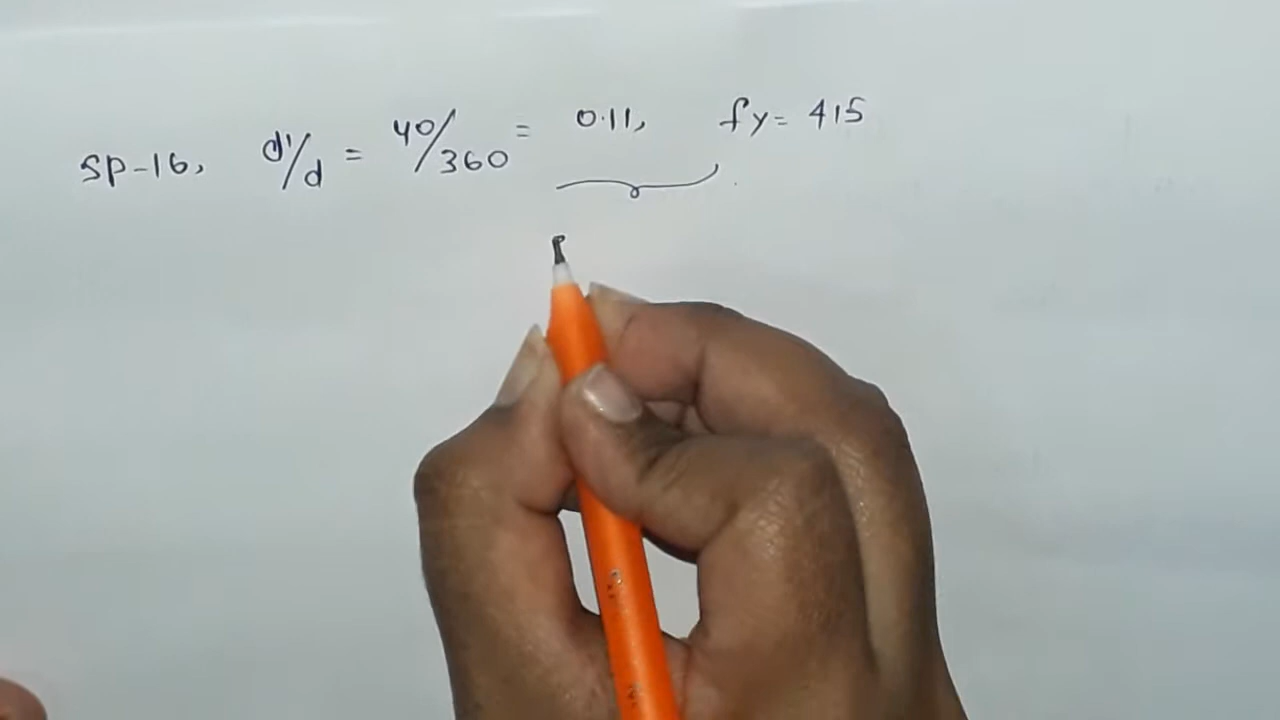 SP-16, d'/d = 40/360 = 0.11, fy = 415